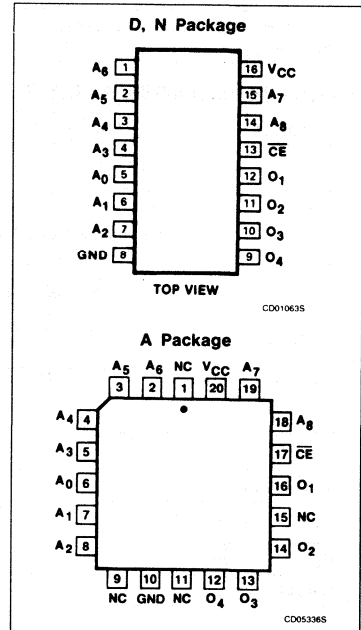 D, N Package
A6 1 16 VCC
A5 2 15 A7
A4 3 14 A8
A3 4 13 CE
A0 5 12 O1
A1 6 11 O2
A2 7 10 O3
GND 8 9 O4
TOP VIEW
CD01063S
A Package
A5 A6 NC VCC A7
3 2 1 20 19
A4 4 18 A8
A3 5 17 CE
A0 6 16 O1
A1 7 15 NC
A2 8 14 O2
9 10 11 12 13
NC GND NC O4 O3
CD05336S